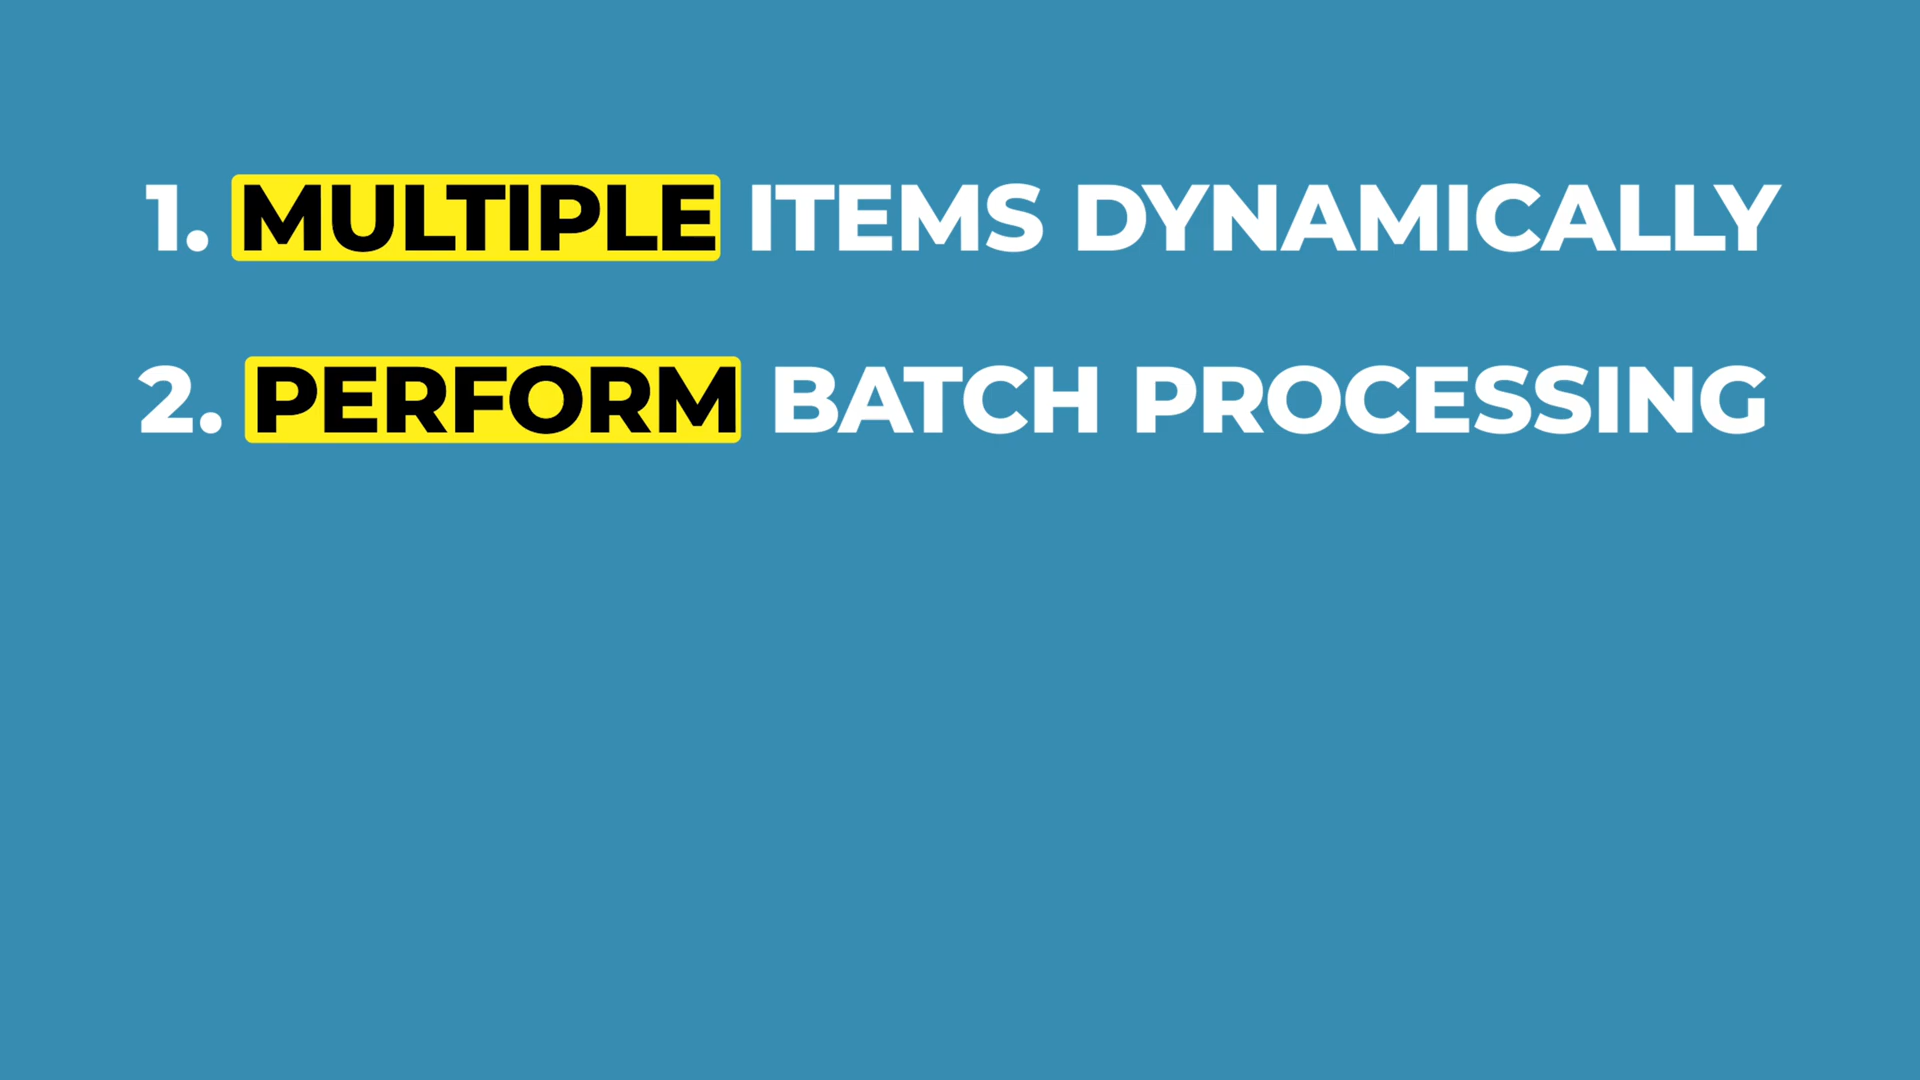 1. MULTIPLE ITEMS DYNAMICALLY
2. PERFORM BATCH PROCESSING